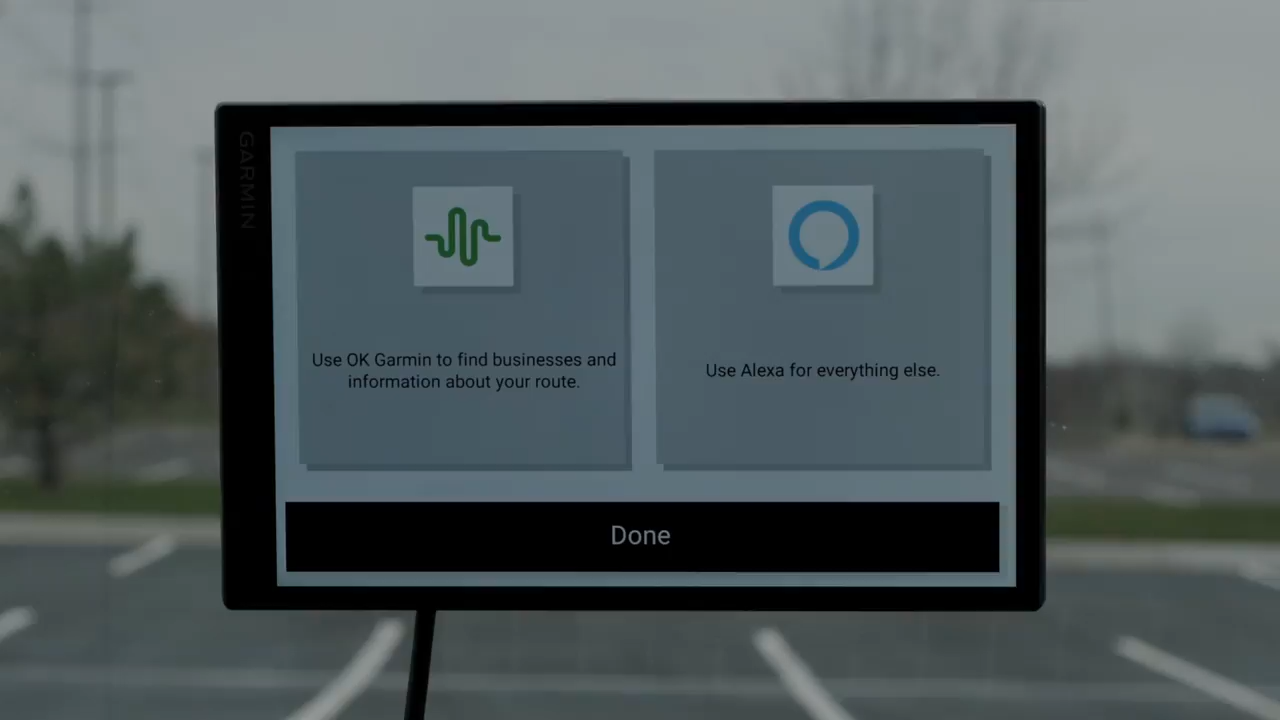 GARMIN
Use OK Garmin to find businesses and
information about your route.
Use Alexa for everything else.
Done